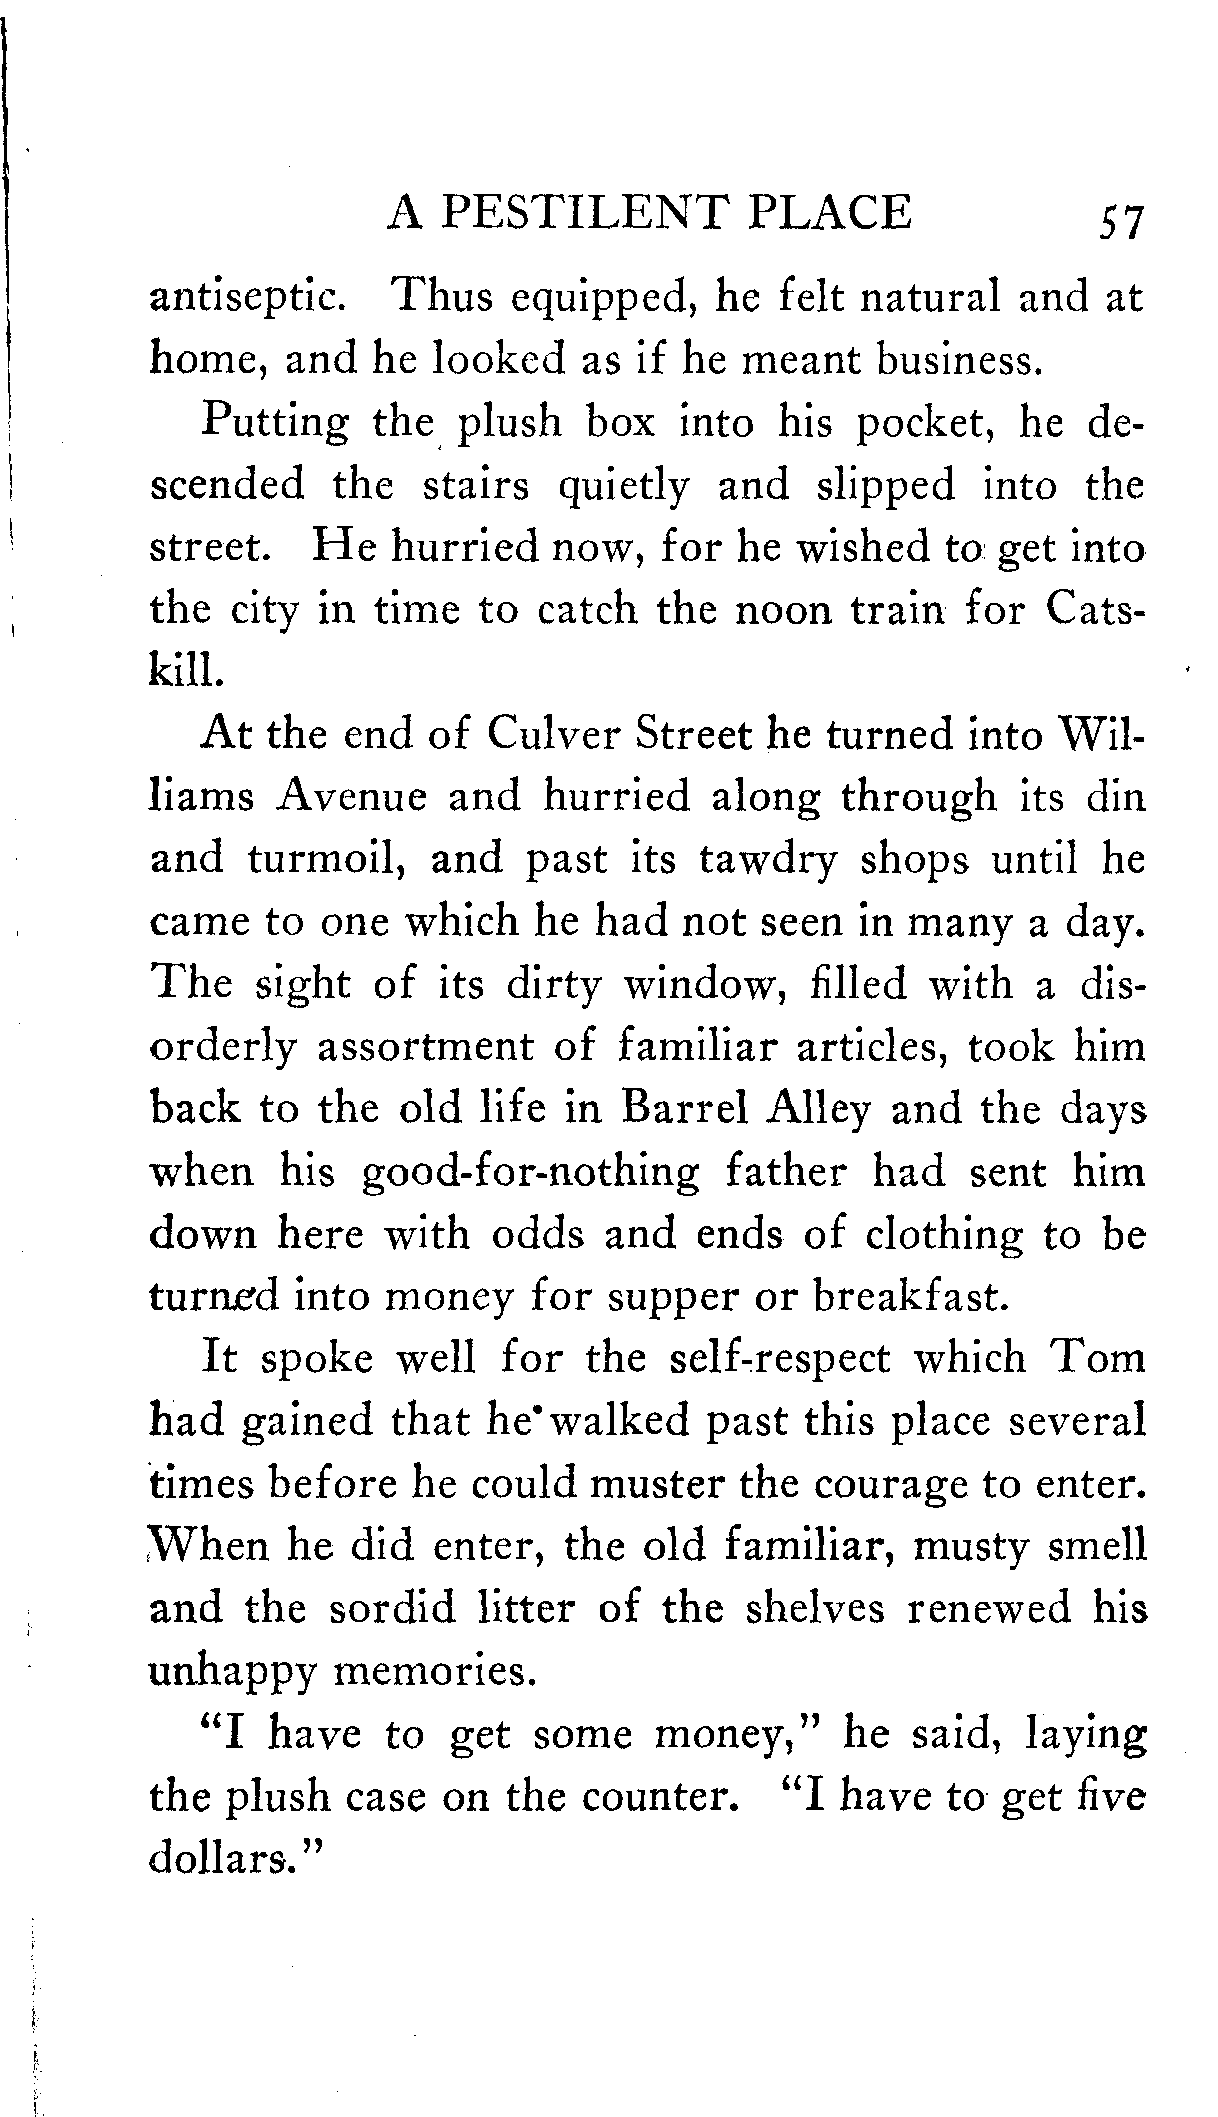 A PESTILENT PLACE 57
antiseptic. Thus equipped, he felt natural and at
home, and he looked as if he meant business.
Putting the plush box into his pocket, he de-
scended the stairs quietly and slipped into the
street. He hurried now, for he wished to get into
the city in time to catch the noon train for Cats-
kill.
At the end of Culver Street he turned into Wil-
liams Avenue and hurried along through its din
and turmoil, and past its tawdry shops until he
came to one which he had not seen in many a day.
The sight of its dirty window, filled with a dis-
orderly assortment of familiar articles, took him
back to the old life in Barrel Alley and the days
when his good-for-nothing father had sent him
down here with odds and ends of clothing to be
turned into money for supper or breakfast.
It spoke well for the self-respect which Tom
had gained that he walked past this place several
times before he could muster the courage to enter.
When he did enter, the old familiar, musty smell
and the sordid litter of the shelves renewed his
unhappy memories.
"I have to get some money," he said, laying
the plush case on the counter. "I have to get five
dollars."